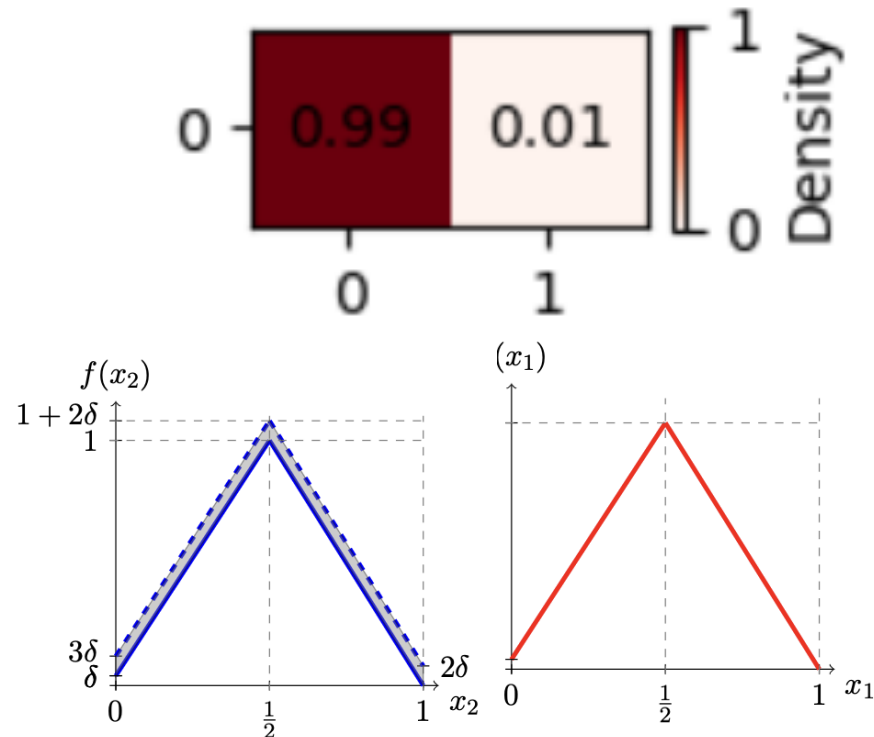 1
0 0.99 0.01
Density
0
0 1
f(x₂)
1 + 2δ
1
3δ
δ
2δ
0 ½ 1 x₂
(x₁)
0 ½ 1 x₁